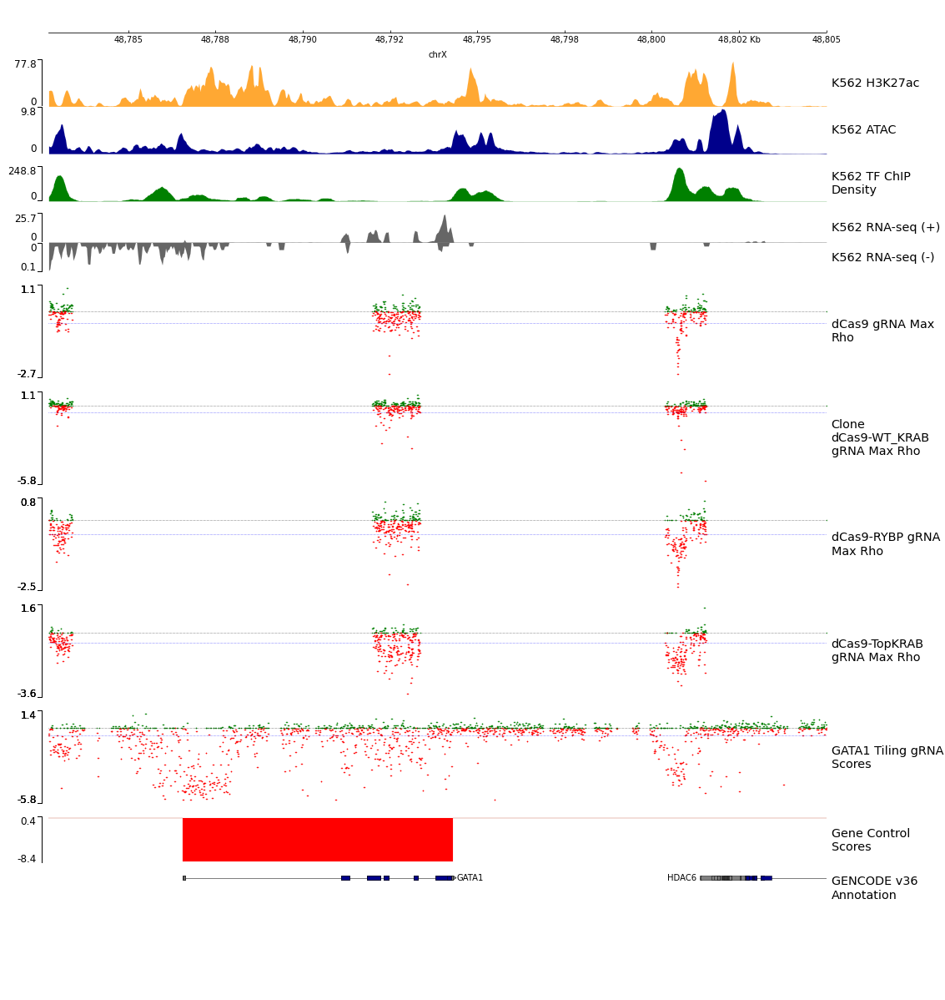 48,785 48,788 48,790 48,792 48,795 48,798 48,800 48,802 Kb 48,805
chrX
77.8
0
K562 H3K27ac
9.8
0
K562 ATAC
248.8
0
K562 TF ChIP
Density
25.7
0
K562 RNA-seq (+)
0
0.1
K562 RNA-seq (-)
1.1
-2.7
dCas9 gRNA Max
Rho
1.1
-5.8
Clone
dCas9-WT_KRAB
gRNA Max Rho
0.8
-2.5
dCas9-RYBP gRNA
Max Rho
1.6
-3.6
dCas9-TopKRAB
gRNA Max Rho
1.4
-5.8
GATA1 Tiling gRNA
Scores
0.4
-8.4
Gene Control
Scores
GATA1
HDAC6
GENCODE v36
Annotation